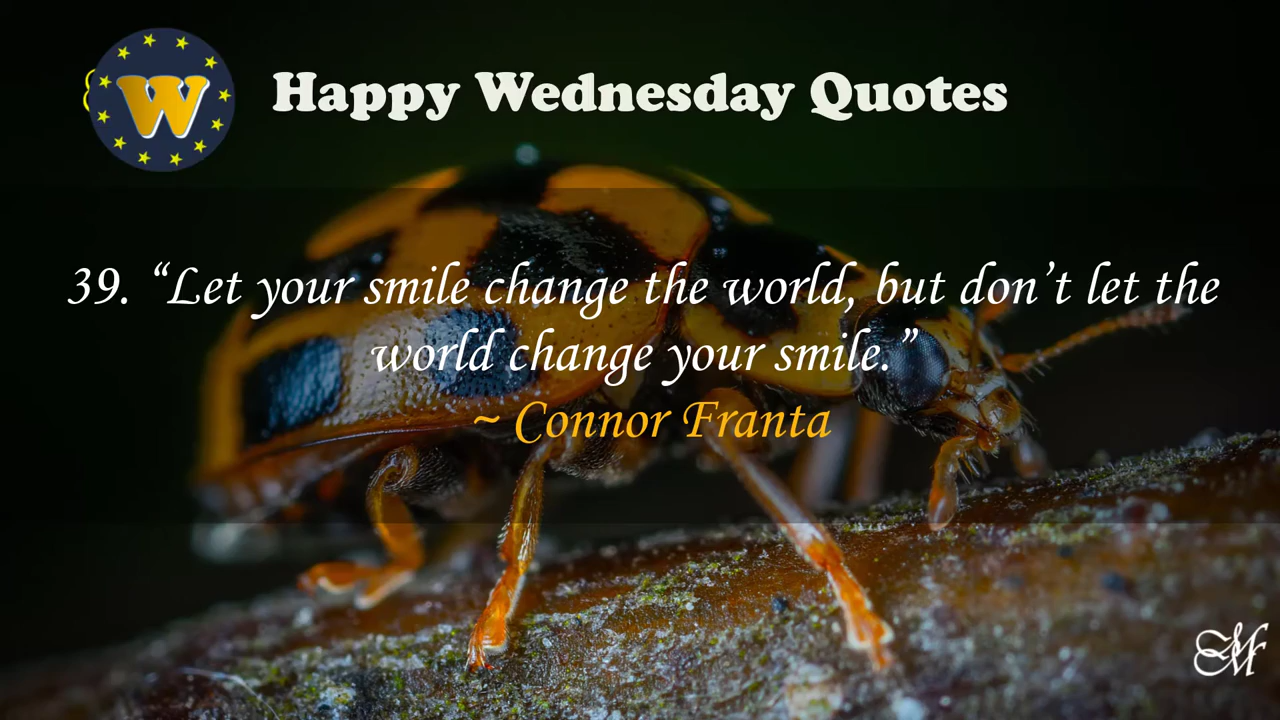 W
Happy Wednesday Quotes
39. “Let your smile change the world, but don’t let the
world change your smile.”
~ Connor Franta